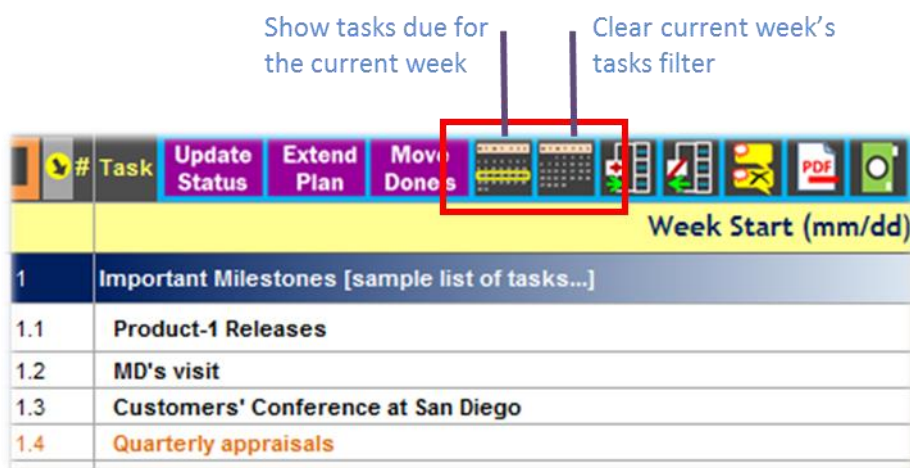 Show tasks due for
the current week
Clear current week's
tasks filter
# Task
Update
Status
Extend
Plan
Move
Done's
PDF
Week Start (mm/dd)
1 Important Milestones [sample list of tasks...]
1.1 Product-1 Releases
1.2 MD's visit
1.3 Customers' Conference at San Diego
1.4 Quarterly appraisals